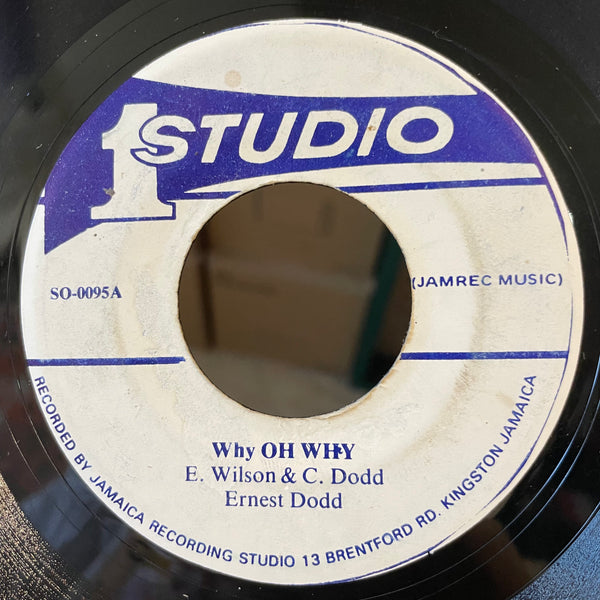 1 STUDIO
SO-0095A
(JAMREC MUSIC)
Why OH WHY
E. Wilson & C. Dodd
Ernest Dodd
RECORDED BY JAMAICA RECORDING STUDIO 13 BRENTFORD RD. KINGSTON JAMAICA